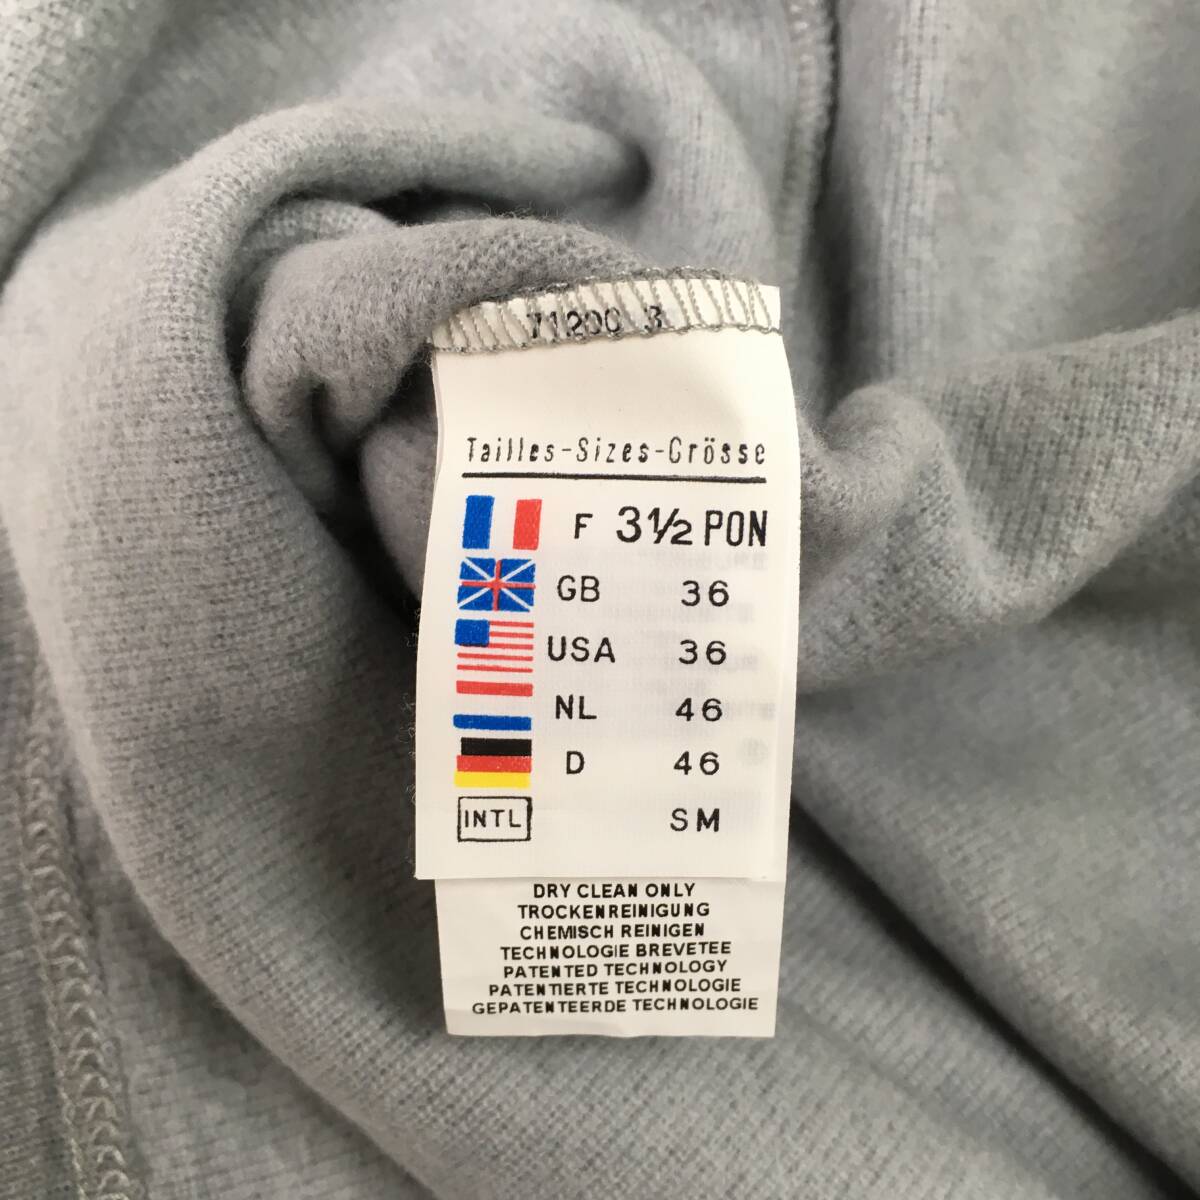 71200 3
Tailles-Sizes-Grösse
F 3½ PON
GB 36
USA 36
NL 46
D 46
INTL SM
DRY CLEAN ONLY
TROCKENREINIGUNG
CHEMISCH REINIGEN
TECHNOLOGIE BREVETEE
PATENTED TECHNOLOGY
PATENTIERTE TECHNOLOGIE
GEPATENTEERDE TECHNOLOGIE